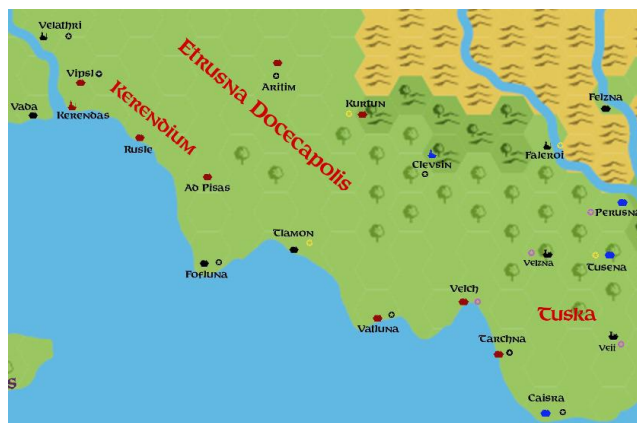 Velathri
Vipsl
Aritim
Etrusna Docecapolis
Kerendium
Kurtun
Felzna
Vada
Kerendas
Rusle
Clevsin
Faleroi
Ad Pisas
Perusna
Tlamon
Fofluna
Velzna
Tusena
Velch
Tuska
Vatluna
Tarchna
Veii
s
Caisra